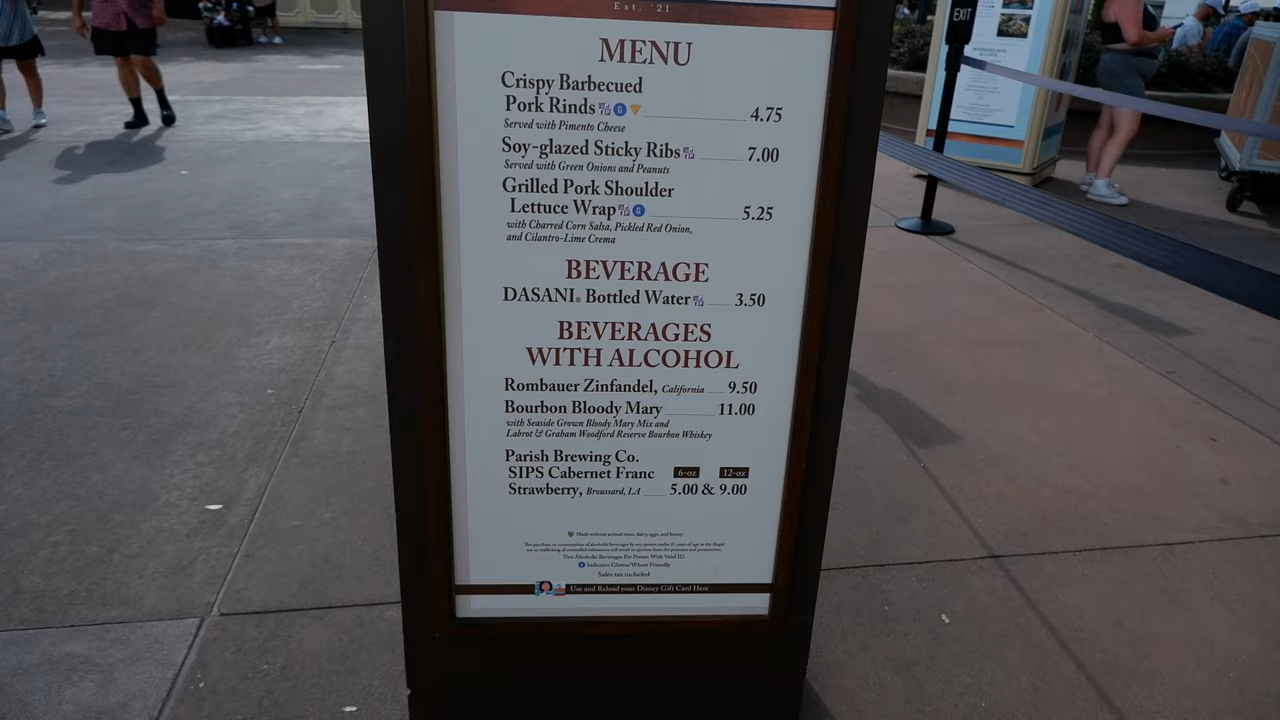 Est. '21
EXIT
MENU
Crispy Barbecued
Pork Rinds 4.75
Served with Pimento Cheese
Soy-glazed Sticky Ribs 7.00
Served with Green Onions and Peanuts
Grilled Pork Shoulder
Lettuce Wrap 5.25
with Charred Corn Salsa, Pickled Red Onion,
and Cilantro-Lime Crema
BEVERAGE
DASANI® Bottled Water 3.50
BEVERAGES
WITH ALCOHOL
Rombauer Zinfandel, California 9.50
Bourbon Bloody Mary 11.00
with Seaside Grown Bloody Mary Mix and
Labrot & Graham Woodford Reserve Bourbon Whiskey
Parish Brewing Co.
SIPS Cabernet Franc 6-oz 12-oz
Strawberry, Broussard, LA 5.00 & 9.00
Made without animal meat, dairy, eggs, and honey
The purchase or consumption of alcoholic beverages by any person under 21 years of age or the illegal
use or trafficking of controlled substances will result in ejection from the premises and prosecution.
Two Alcoholic Beverages Per Person With Valid ID.
G Indicates Gluten/Wheat Friendly
Sales tax included
Use and Reload your Disney Gift Card Here